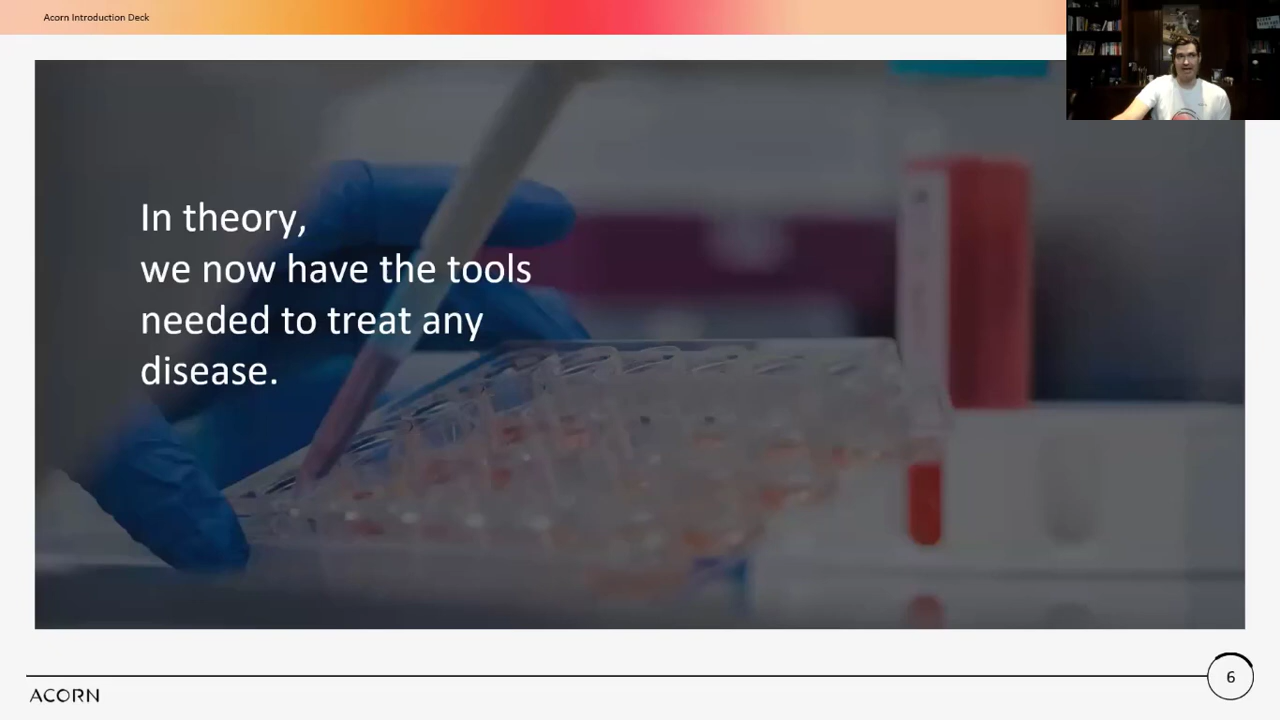 Acorn Introduction Deck
In theory,
we now have the tools
needed to treat any
disease.
ACORN
6